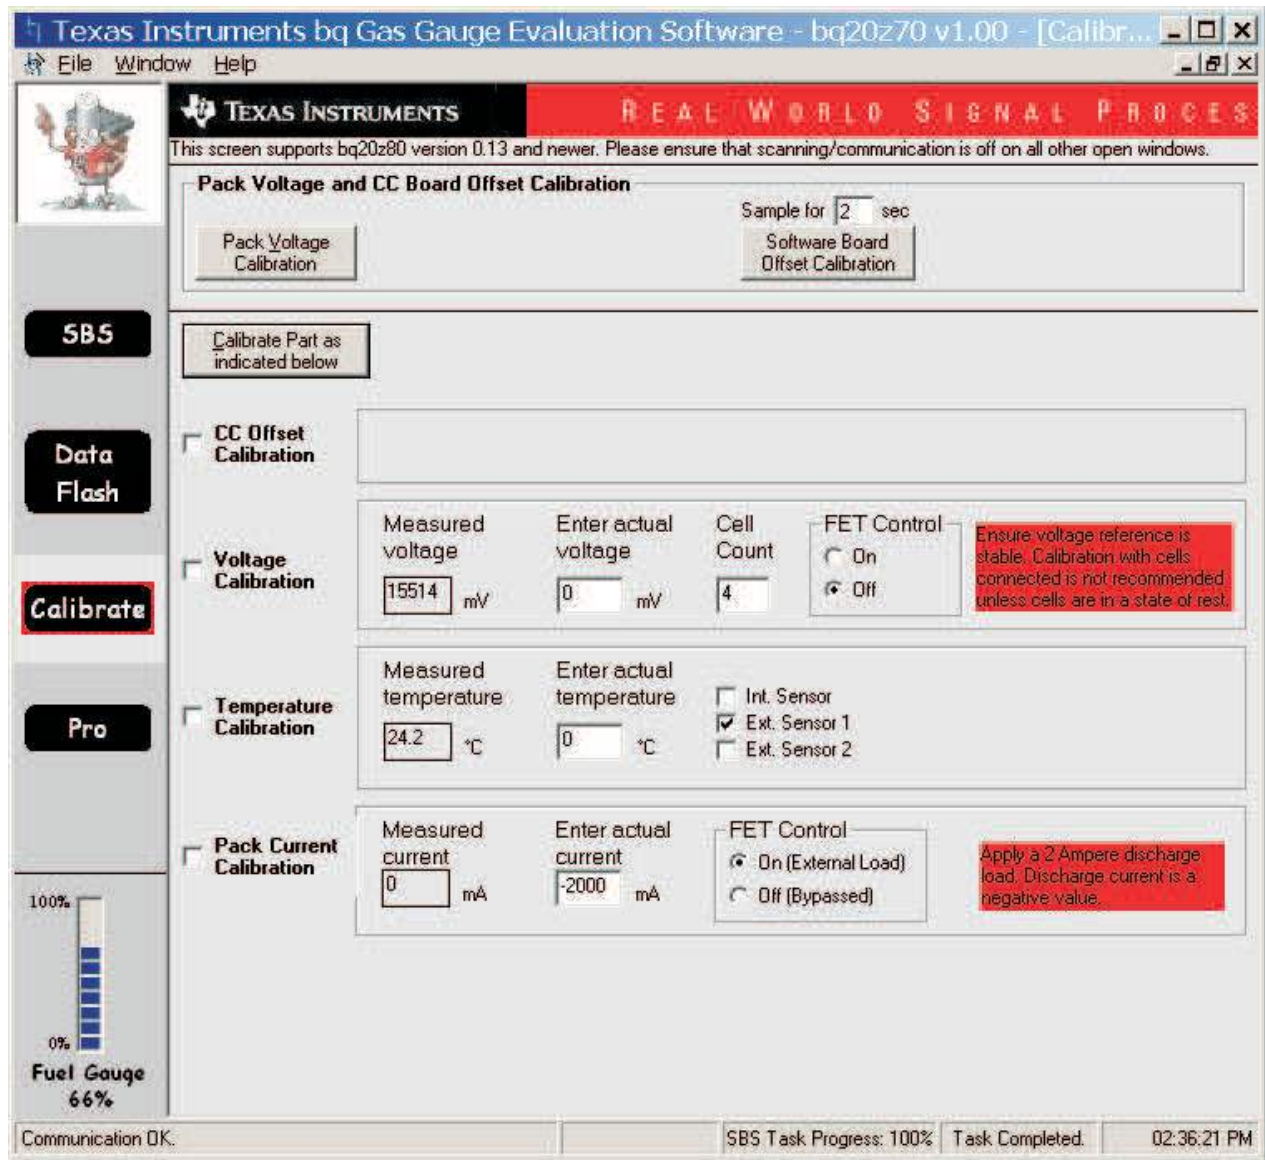 Texas Instruments bq Gas Gauge Evaluation Software - bq20z70 v1.00 - [Calibr...
File Window Help
TEXAS INSTRUMENTS
REAL WORLD SIGNAL PROCES
This screen supports bq20z80 version 0.13 and newer. Please ensure that scanning/communication is off on all other open windows.
Pack Voltage and CC Board Offset Calibration
Sample for 2 sec
Pack Voltage
Calibration
Software Board
Offset Calibration
SBS
Calibrate Part as
indicated below
Data
Flash
CC Offset
Calibration
Voltage
Calibration
Measured
voltage
15514 mV
Enter actual
voltage
0 mV
Cell
Count
4
FET Control
On
Off
Ensure voltage reference is
stable. Calibration with cells
connected is not recommended
unless cells are in a state of rest.
Calibrate
Temperature
Calibration
Measured
temperature
24.2 °C
Enter actual
temperature
0 °C
Int. Sensor
Ext. Sensor 1
Ext. Sensor 2
Pro
Pack Current
Calibration
Measured
current
0 mA
Enter actual
current
-2000 mA
FET Control
On (External Load)
Off (Bypassed)
Apply a 2 Ampere discharge
load. Discharge current is a
negative value.
100%
0%
Fuel Gauge
66%
Communication OK.
SBS Task Progress: 100%
Task Completed.
02:36:21 PM